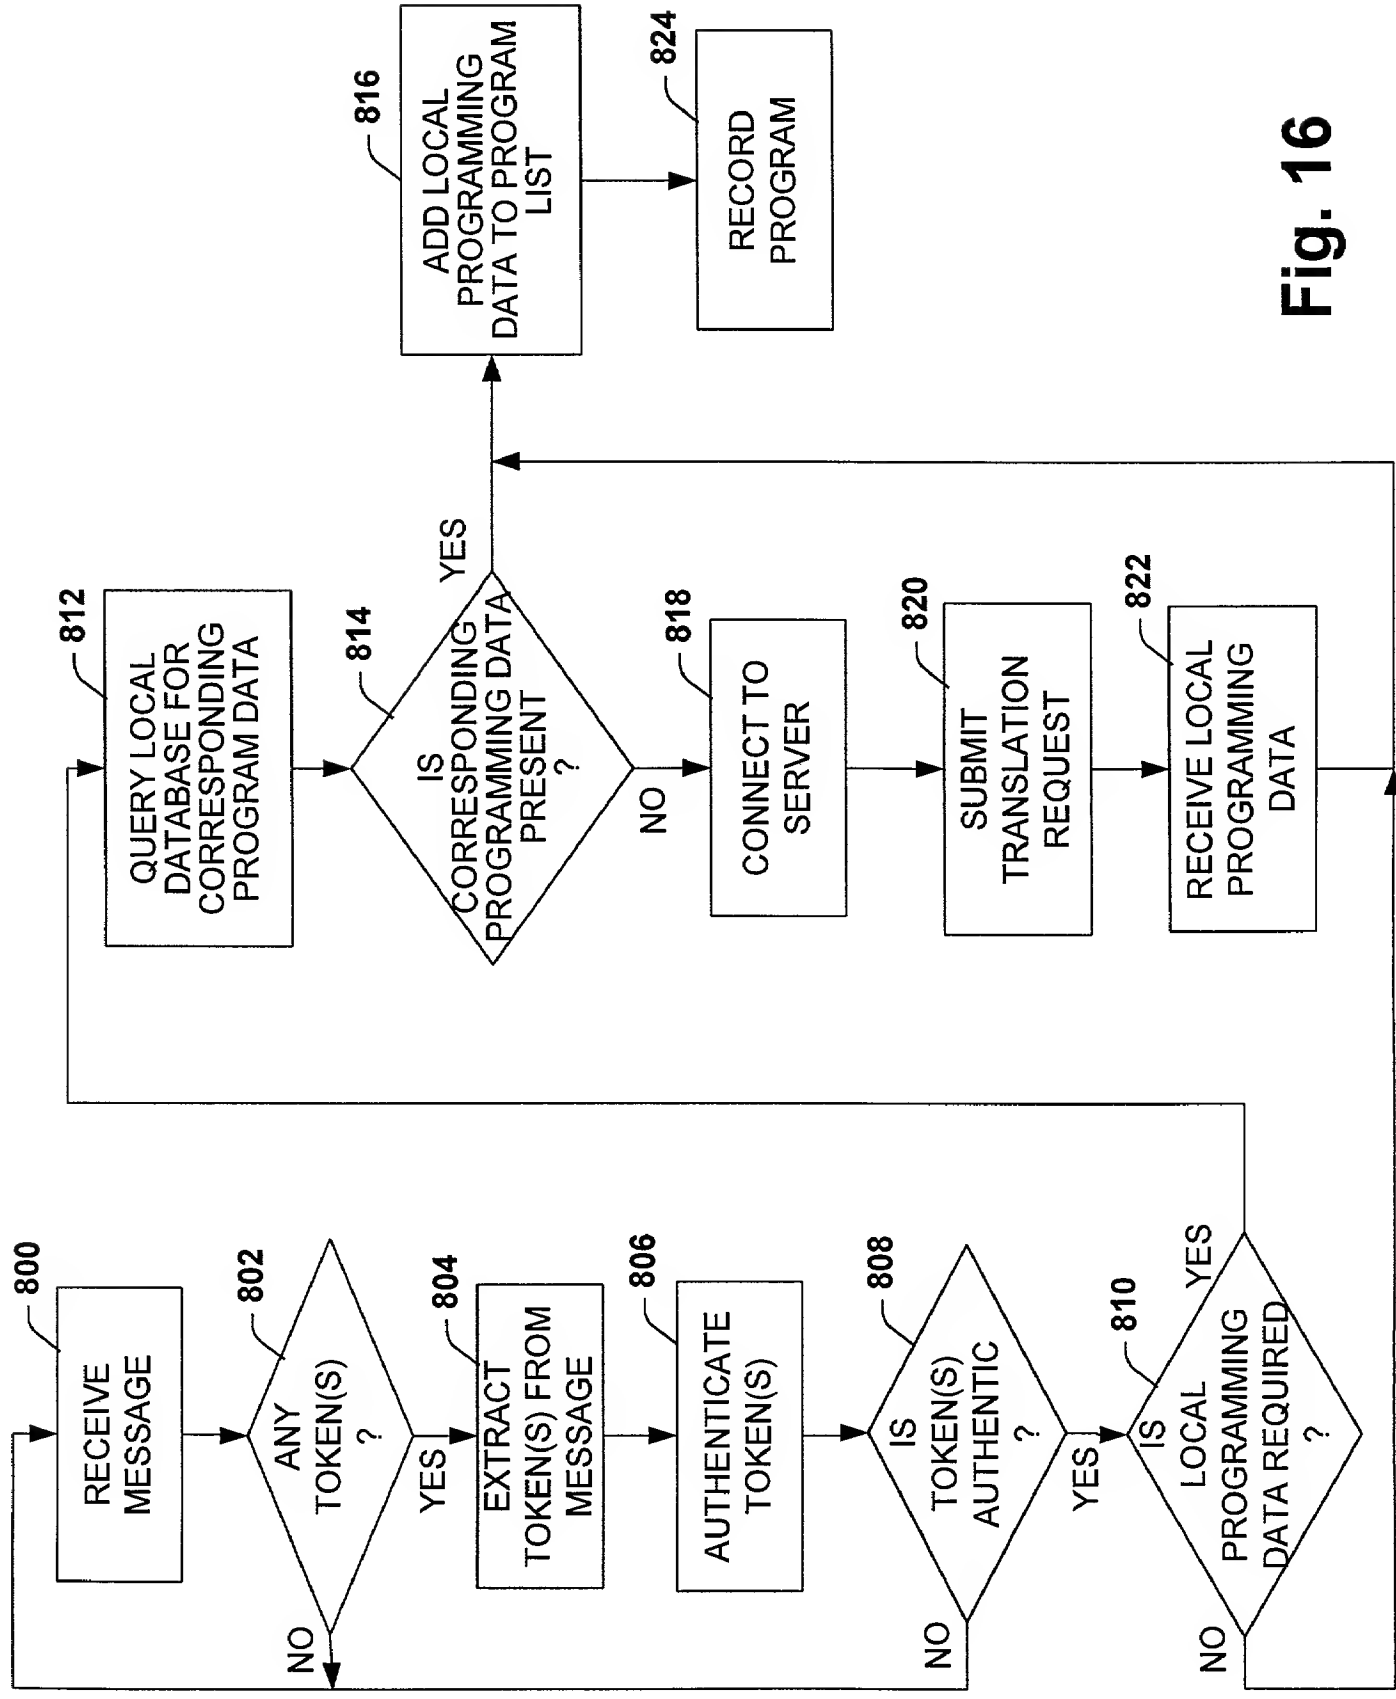 800
RECEIVE
MESSAGE
802
ANY
TOKEN(S)
?
NO
YES
804
EXTRACT
TOKEN(S) FROM
MESSAGE
806
AUTHENTICATE
TOKEN(S)
808
IS
TOKEN(S)
AUTHENTIC
?
NO
YES
810
IS
LOCAL
PROGRAMMING
DATA REQUIRED
?
NO
YES
812
QUERY LOCAL
DATABASE FOR
CORRESPONDING
PROGRAM DATA
814
IS
CORRESPONDING
PROGRAMMING DATA
PRESENT
?
YES
NO
818
CONNECT TO
SERVER
820
SUBMIT
TRANSLATION
REQUEST
822
RECEIVE LOCAL
PROGRAMMING
DATA
816
ADD LOCAL
PROGRAMMING
DATA TO PROGRAM
LIST
824
RECORD
PROGRAM
Fig. 16